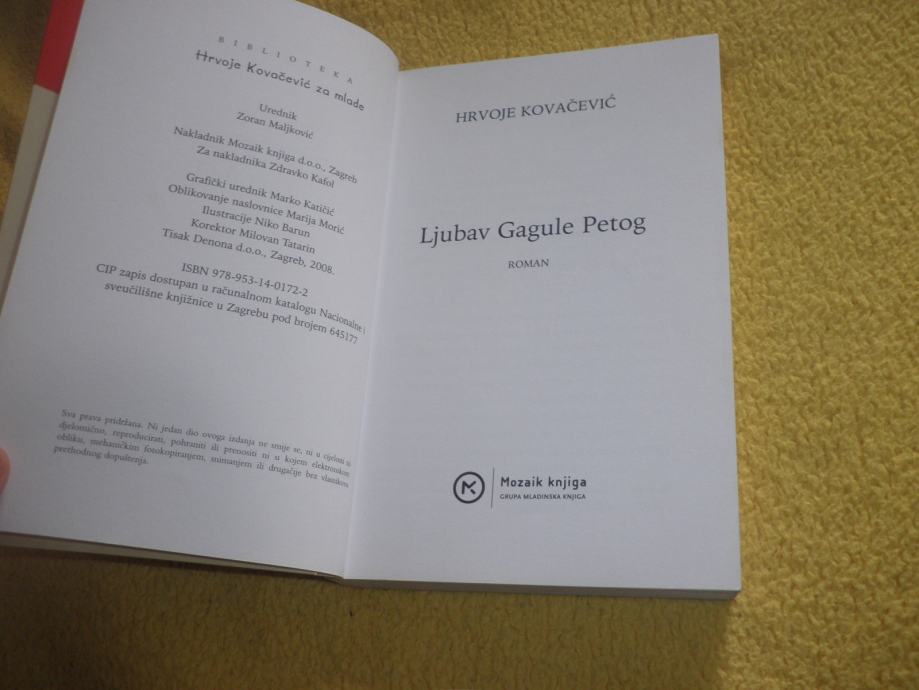 BIBLIOTEKA
Hrvoje Kovačević za mlade
Urednik
Zoran Maljković
Nakladnik Mozaik knjiga d.o.o., Zagreb
Za nakladnika Zdravko Kafol
Grafički urednik Marko Katičić
Oblikovanje naslovnice Marija Morić
Ilustracije Niko Barun
Korektor Milovan Tatarin
Tisak Denona d.o.o., Zagreb, 2008.
ISBN 978-953-14-0172-2
CIP zapis dostupan u računalnom katalogu Nacionalne i
sveučilišne knjižnice u Zagrebu pod brojem 645177
Sva prava pridržana. Ni jedan dio ovoga izdanja ne smije se, ni u cijelosti ni
djelomično, reproducirati, pohraniti ili prenositi ni u kojem elektronskom
obliku, mehaničkim fotokopiranjem, snimanjem ili drugačije bez vlasnikova
prethodnog dopuštenja.
HRVOJE KOVAČEVIĆ
Ljubav Gagule Petog
ROMAN
Mozaik knjiga
GRUPA MLADINSKA KNJIGA